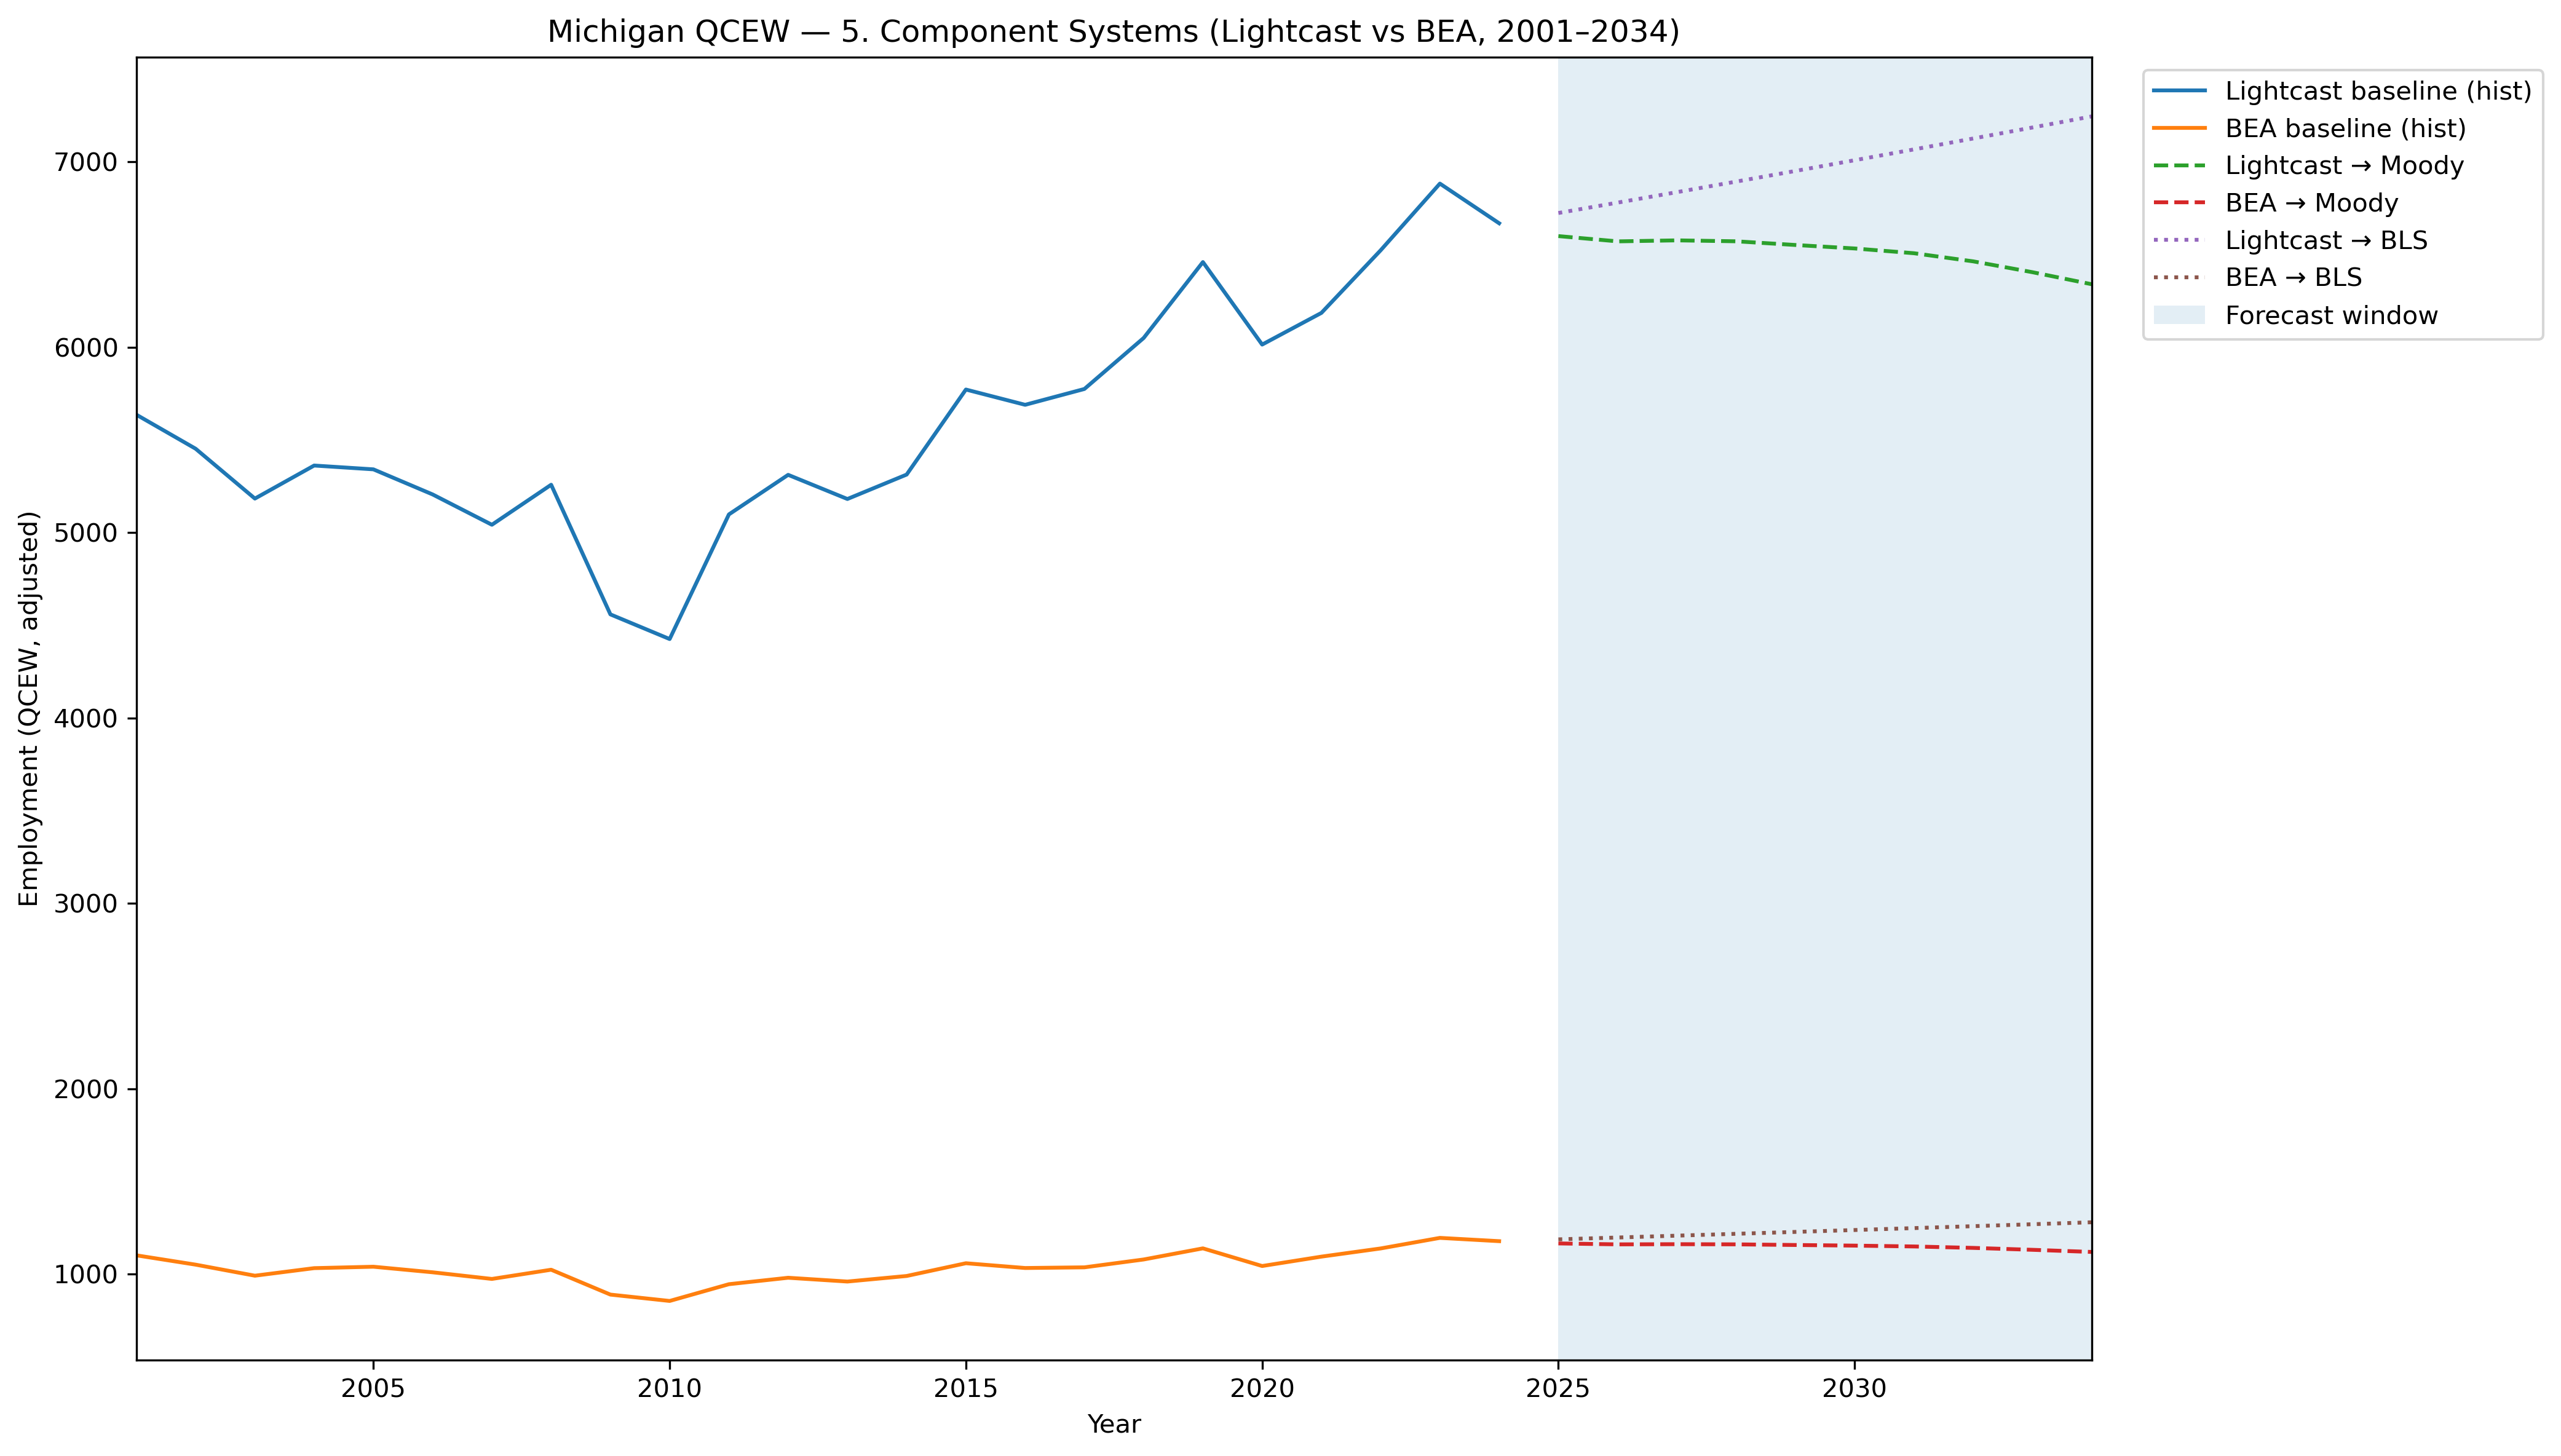 Michigan QCEW — 5. Component Systems (Lightcast vs BEA, 2001–2034)
Lightcast baseline (hist)
BEA baseline (hist)
Lightcast → Moody
BEA → Moody
Lightcast → BLS
BEA → BLS
Forecast window
Employment (QCEW, adjusted)
7000
6000
5000
4000
3000
2000
1000
2005
2010
2015
2020
2025
2030
Year